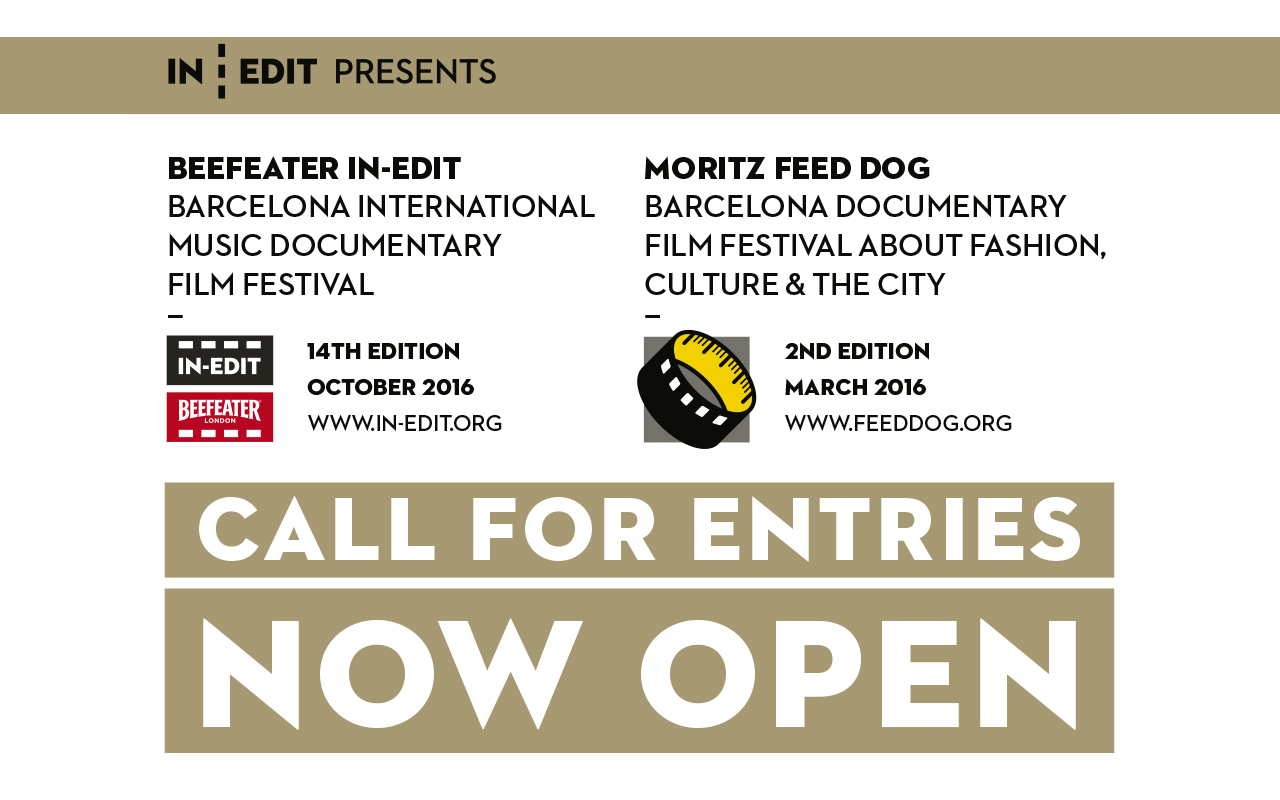 IN EDIT PRESENTS
BEEFEATER IN-EDIT
BARCELONA INTERNATIONAL
MUSIC DOCUMENTARY
FILM FESTIVAL
–
IN-EDIT
BEEFEATER
LONDON
14TH EDITION
OCTOBER 2016
WWW.IN-EDIT.ORG
MORITZ FEED DOG
BARCELONA DOCUMENTARY
FILM FESTIVAL ABOUT FASHION,
CULTURE & THE CITY
–
2ND EDITION
MARCH 2016
WWW.FEEDDOG.ORG
CALL FOR ENTRIES
NOW OPEN